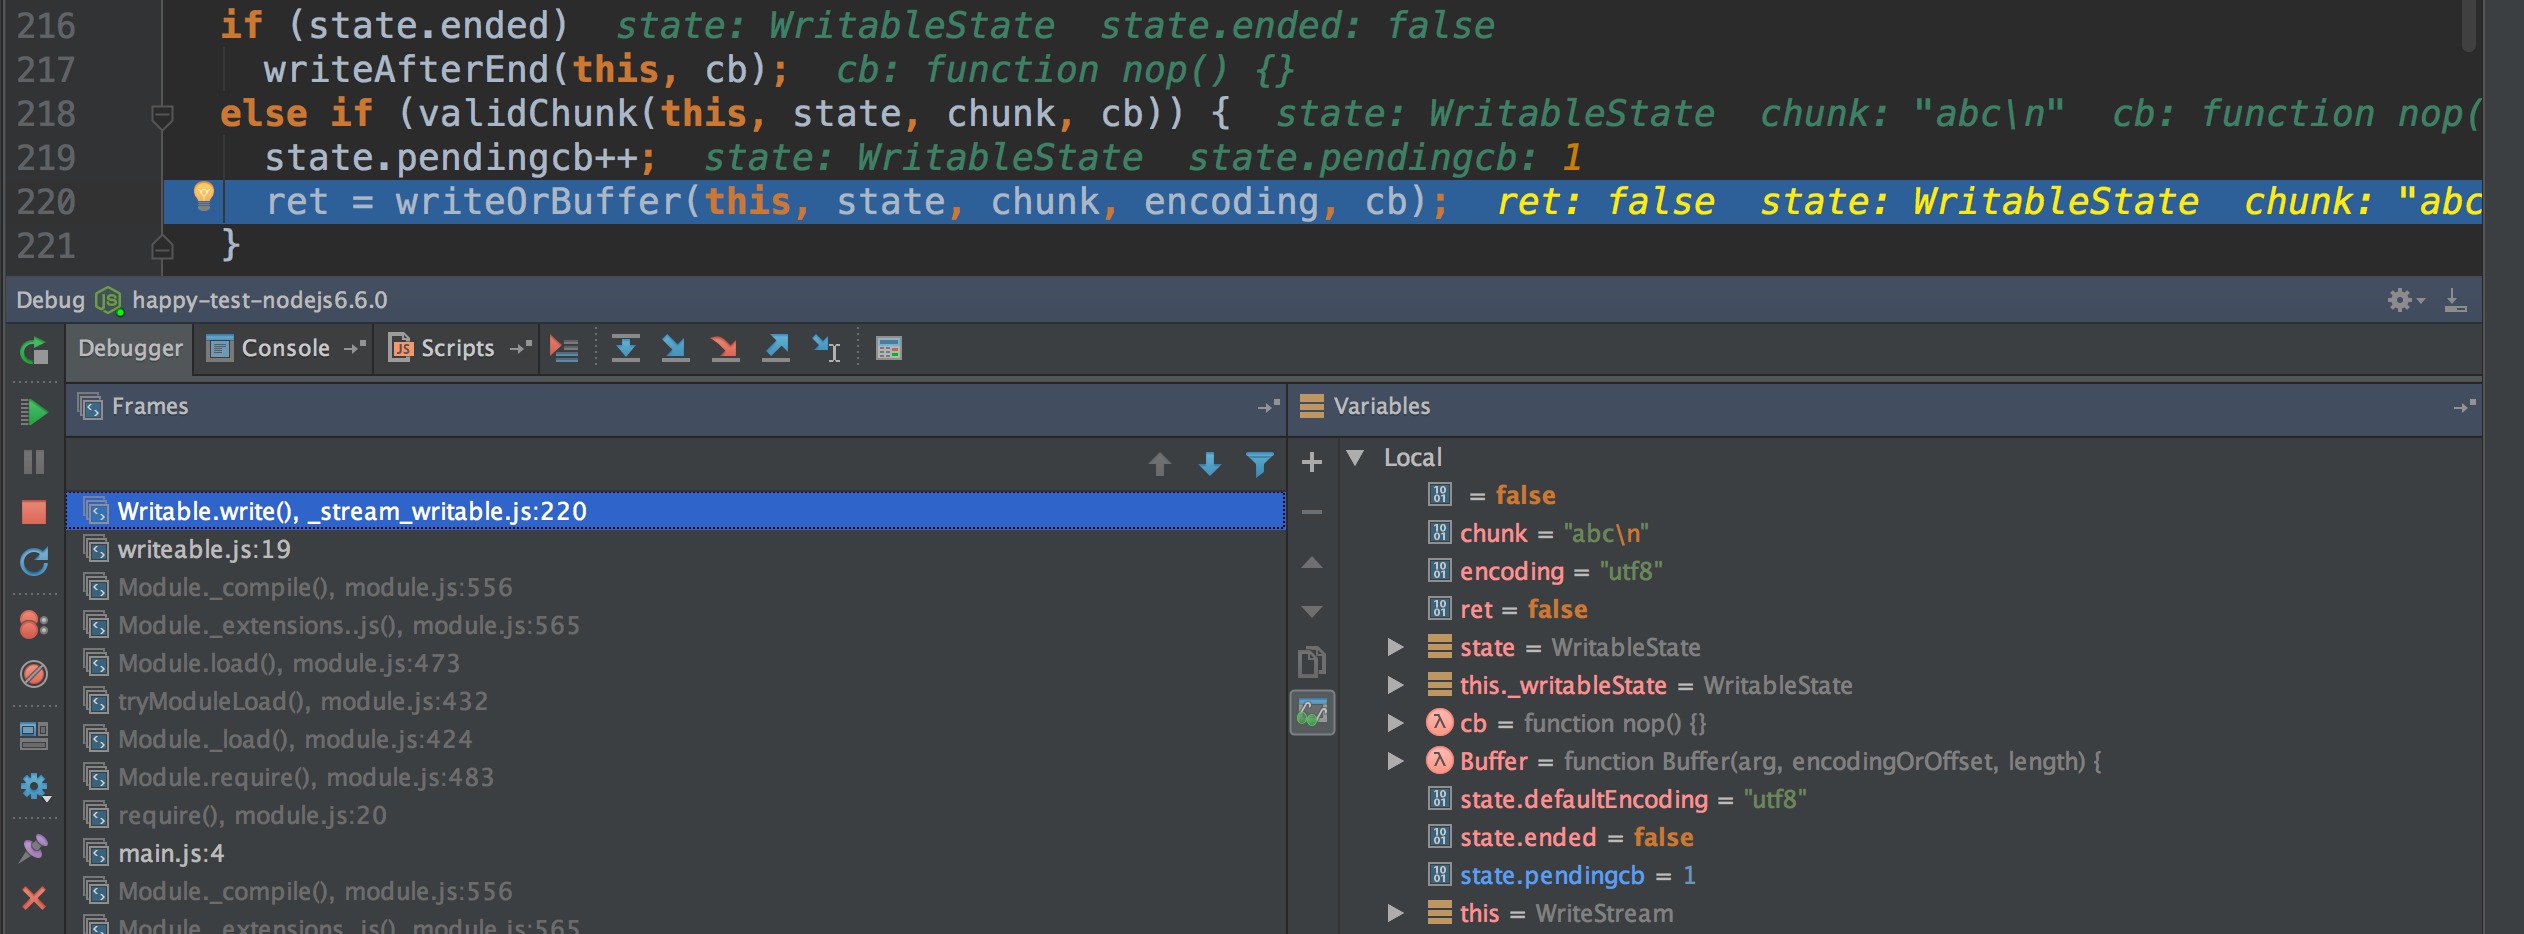 216 if (state.ended) state: WritableState state.ended: false
217 writeAfterEnd(this, cb); cb: function nop() {}
218 else if (validChunk(this, state, chunk, cb)) { state: WritableState chunk: "abc\n" cb: function nop(
219 state.pendingcb++; state: WritableState state.pendingcb: 1
220 ret = writeOrBuffer(this, state, chunk, encoding, cb); ret: false state: WritableState chunk: "abc
221 }
Debug happy-test-nodejs6.6.0
Debugger Console Scripts
Frames
Writable.write(), _stream_writable.js:220
writeable.js:19
Module._compile(), module.js:556
Module._extensions..js(), module.js:565
Module.load(), module.js:473
tryModuleLoad(), module.js:432
Module._load(), module.js:424
Module.require(), module.js:483
require(), module.js:20
main.js:4
Module._compile(), module.js:556
Module._extensions..js(), module.js:565
Variables
Local
= false
chunk = "abc\n"
encoding = "utf8"
ret = false
state = WritableState
this._writableState = WritableState
cb = function nop() {}
Buffer = function Buffer(arg, encodingOrOffset, length) {
state.defaultEncoding = "utf8"
state.ended = false
state.pendingcb = 1
this = WriteStream